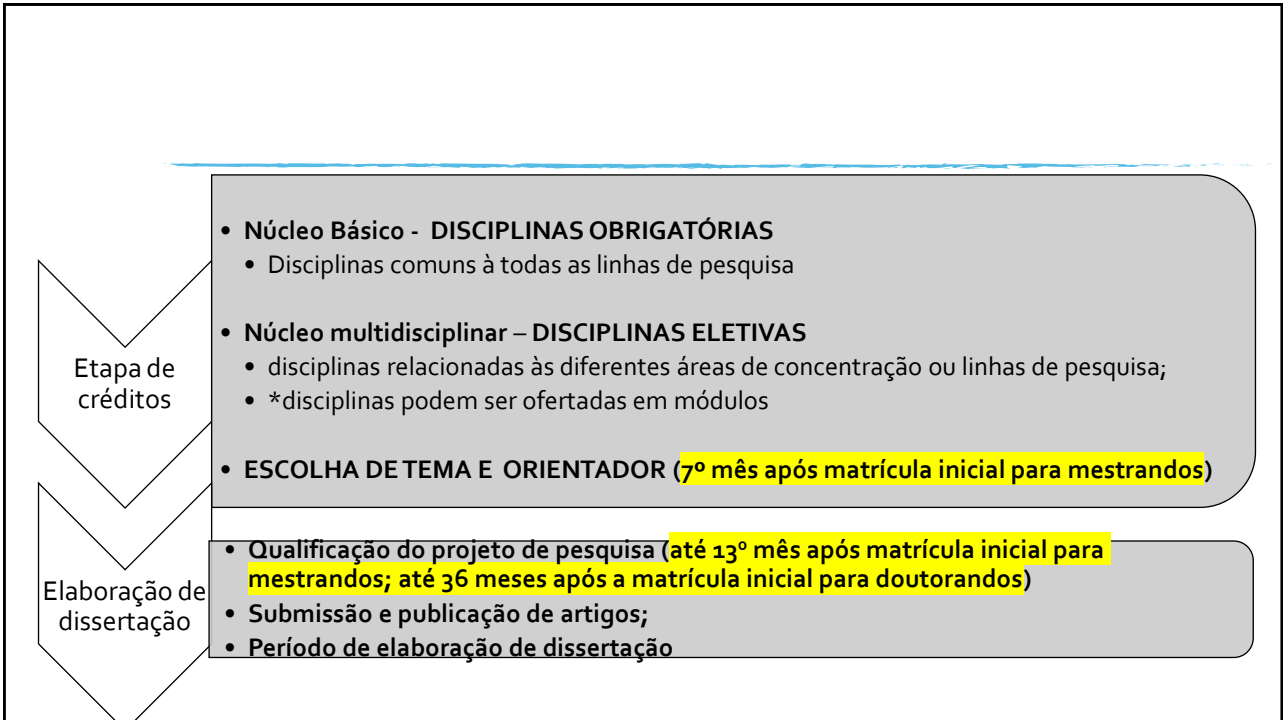 • Núcleo Básico -  DISCIPLINAS OBRIGATÓRIAS
• Disciplinas comuns à todas as linhas de pesquisa
• Núcleo multidisciplinar – DISCIPLINAS ELETIVAS
• disciplinas relacionadas às diferentes áreas de concentração ou linhas de pesquisa;
• *disciplinas podem ser ofertadas em módulos
• ESCOLHA DE TEMA E ORIENTADOR (7º mês após matrícula inicial para mestrandos)
Etapa de
créditos
• Qualificação do projeto de pesquisa (até 13º mês após matrícula inicial para
mestrandos; até 36 meses após a matrícula inicial para doutorandos)
• Submissão e publicação de artigos;
• Período de elaboração de dissertação
Elaboração de
dissertação